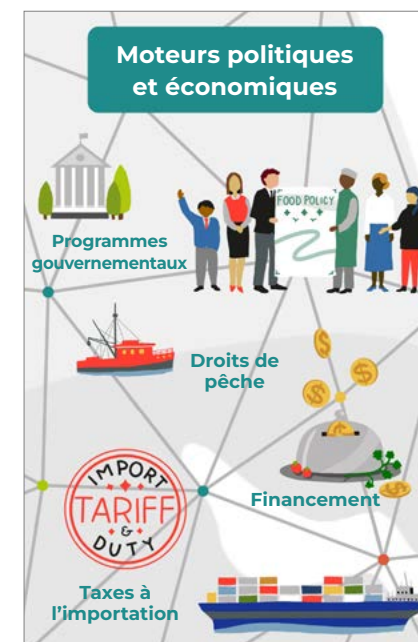 Moteurs politiques
et économiques
FOOD POLICY
Programmes
gouvernementaux
Droits de
pêche
IMPORT
TARIFF
&
DUTY
Financement
Taxes à
l'importation